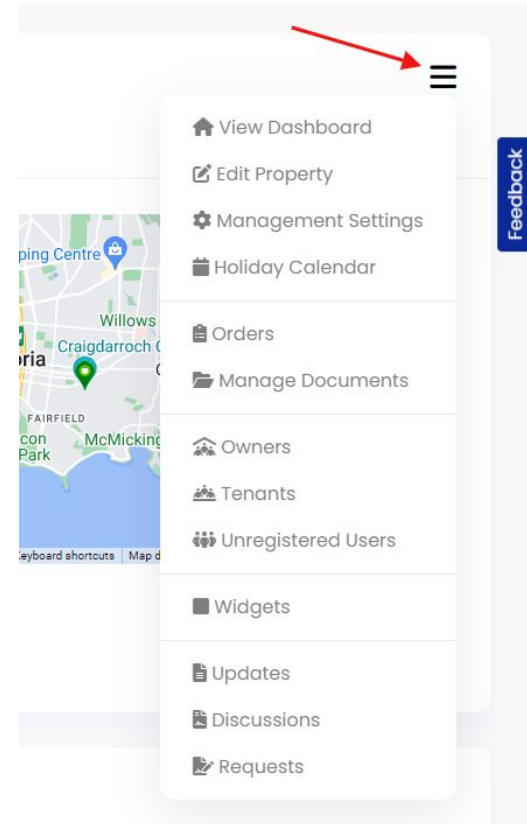 View Dashboard
Edit Property
Management Settings
Holiday Calendar
Orders
Manage Documents
Owners
Tenants
Unregistered Users
Widgets
Updates
Discussions
Requests
Feedback
ping Centre
Willows
Craigdarroch
ria
FAIRFIELD
con
Park
McMicking
eyboard shortcuts
Map d